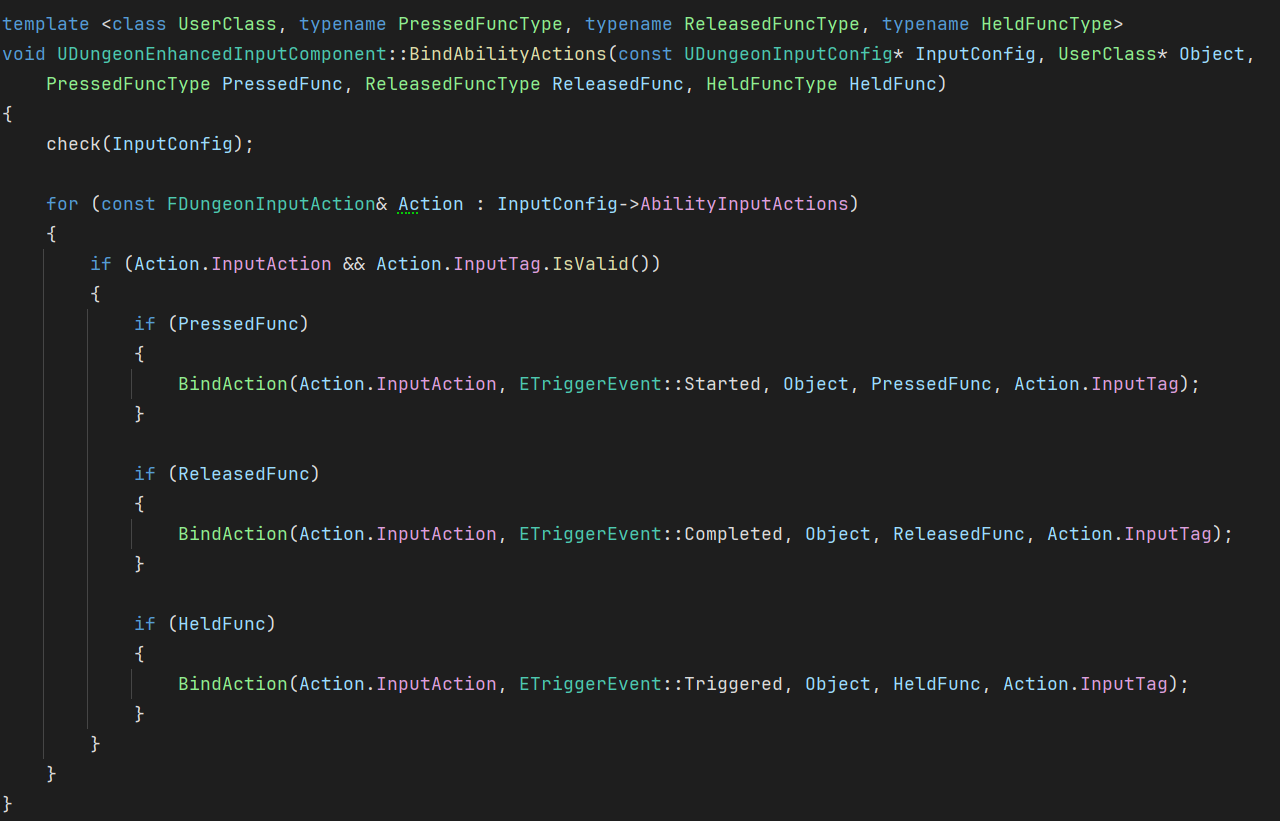 template <class UserClass, typename PressedFuncType, typename ReleasedFuncType, typename HeldFuncType>
void UDungeonEnhancedInputComponent::BindAbilityActions(const UDungeonInputConfig* InputConfig, UserClass* Object,
    PressedFuncType PressedFunc, ReleasedFuncType ReleasedFunc, HeldFuncType HeldFunc)
{
    check(InputConfig);

    for (const FDungeonInputAction& Action : InputConfig->AbilityInputActions)
    {
        if (Action.InputAction && Action.InputTag.IsValid())
        {
            if (PressedFunc)
            {
                BindAction(Action.InputAction, ETriggerEvent::Started, Object, PressedFunc, Action.InputTag);
            }

            if (ReleasedFunc)
            {
                BindAction(Action.InputAction, ETriggerEvent::Completed, Object, ReleasedFunc, Action.InputTag);
            }

            if (HeldFunc)
            {
                BindAction(Action.InputAction, ETriggerEvent::Triggered, Object, HeldFunc, Action.InputTag);
            }
        }
    }
}